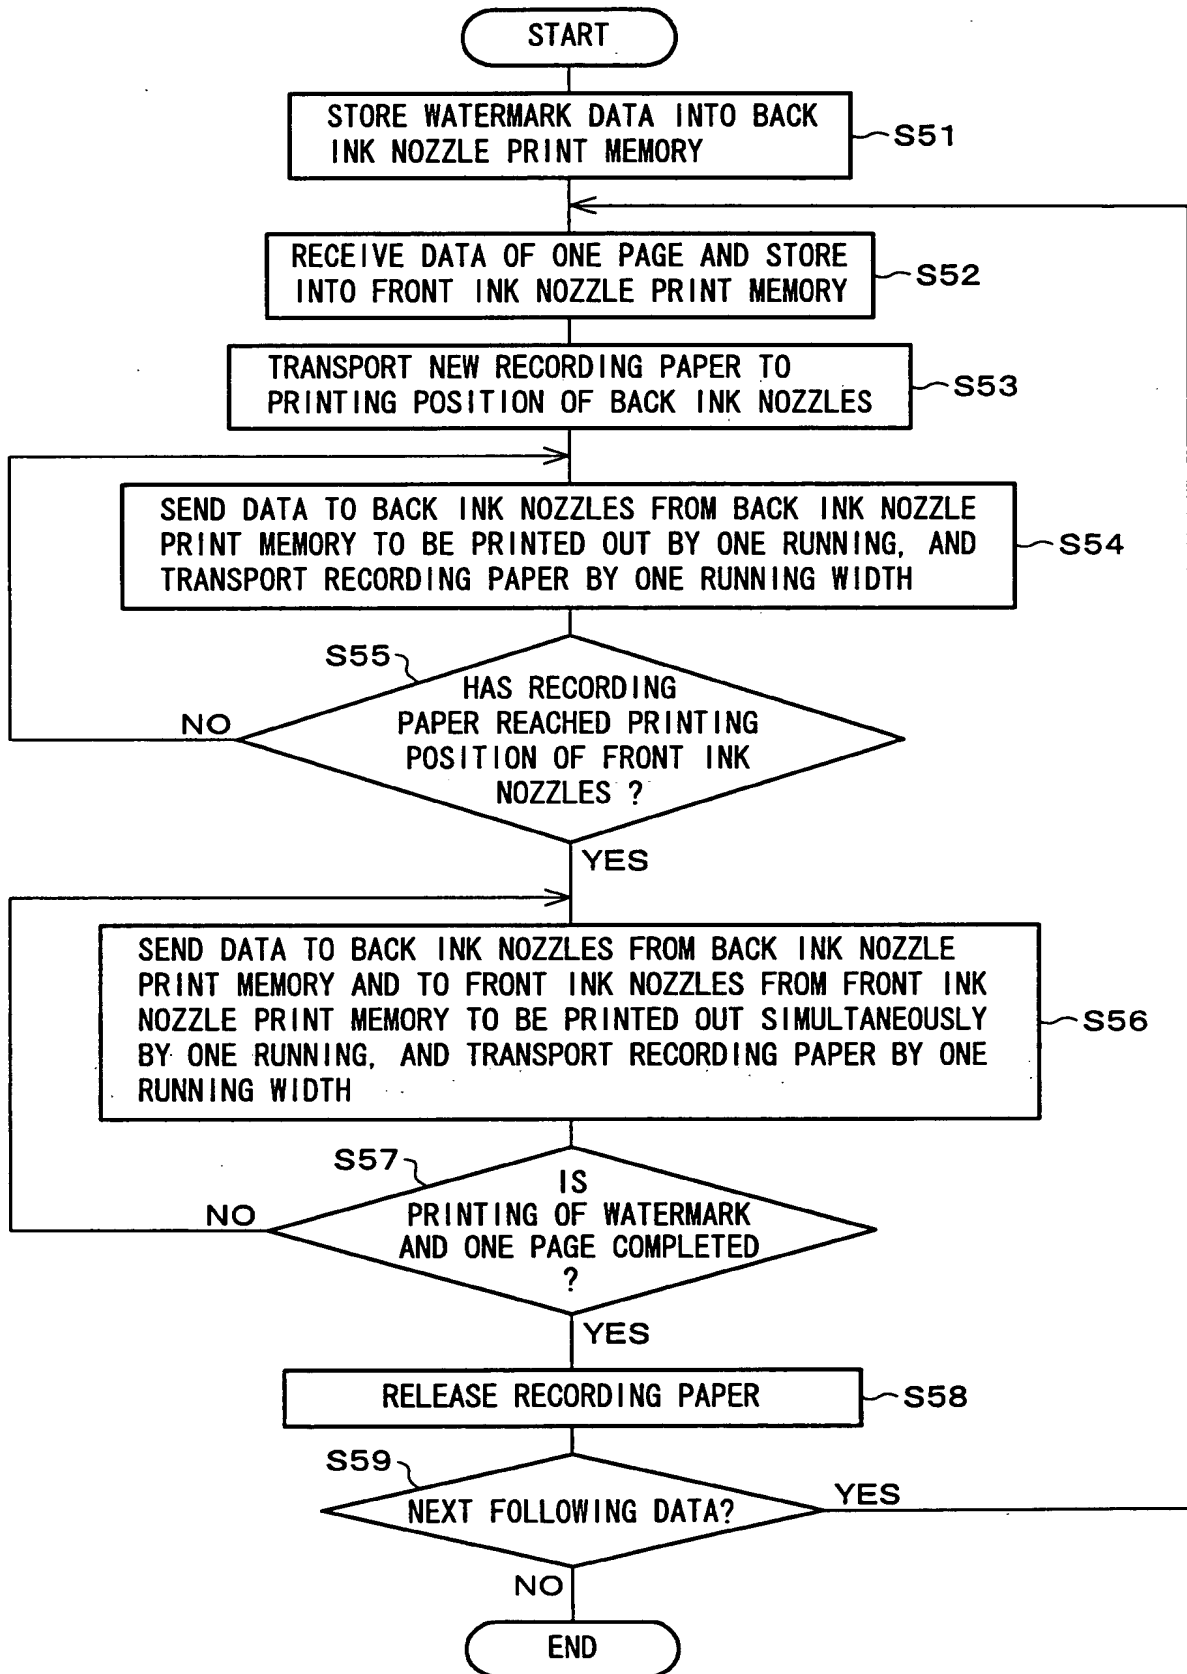 START
STORE WATERMARK DATA INTO BACK
INK NOZZLE PRINT MEMORY
S51
RECEIVE DATA OF ONE PAGE AND STORE
INTO FRONT INK NOZZLE PRINT MEMORY
S52
TRANSPORT NEW RECORDING PAPER TO
PRINTING POSITION OF BACK INK NOZZLES
S53
SEND DATA TO BACK INK NOZZLES FROM BACK INK NOZZLE
PRINT MEMORY TO BE PRINTED OUT BY ONE RUNNING, AND
TRANSPORT RECORDING PAPER BY ONE RUNNING WIDTH
S54
S55
HAS RECORDING
PAPER REACHED PRINTING
POSITION OF FRONT INK
NOZZLES ?
NO
YES
SEND DATA TO BACK INK NOZZLES FROM BACK INK NOZZLE
PRINT MEMORY AND TO FRONT INK NOZZLES FROM FRONT INK
NOZZLE PRINT MEMORY TO BE PRINTED OUT SIMULTANEOUSLY
BY ONE RUNNING, AND TRANSPORT RECORDING PAPER BY ONE
RUNNING WIDTH
S56
S57
IS
PRINTING OF WATERMARK
AND ONE PAGE COMPLETED
?
NO
YES
RELEASE RECORDING PAPER
S58
S59
NEXT FOLLOWING DATA?
YES
NO
END